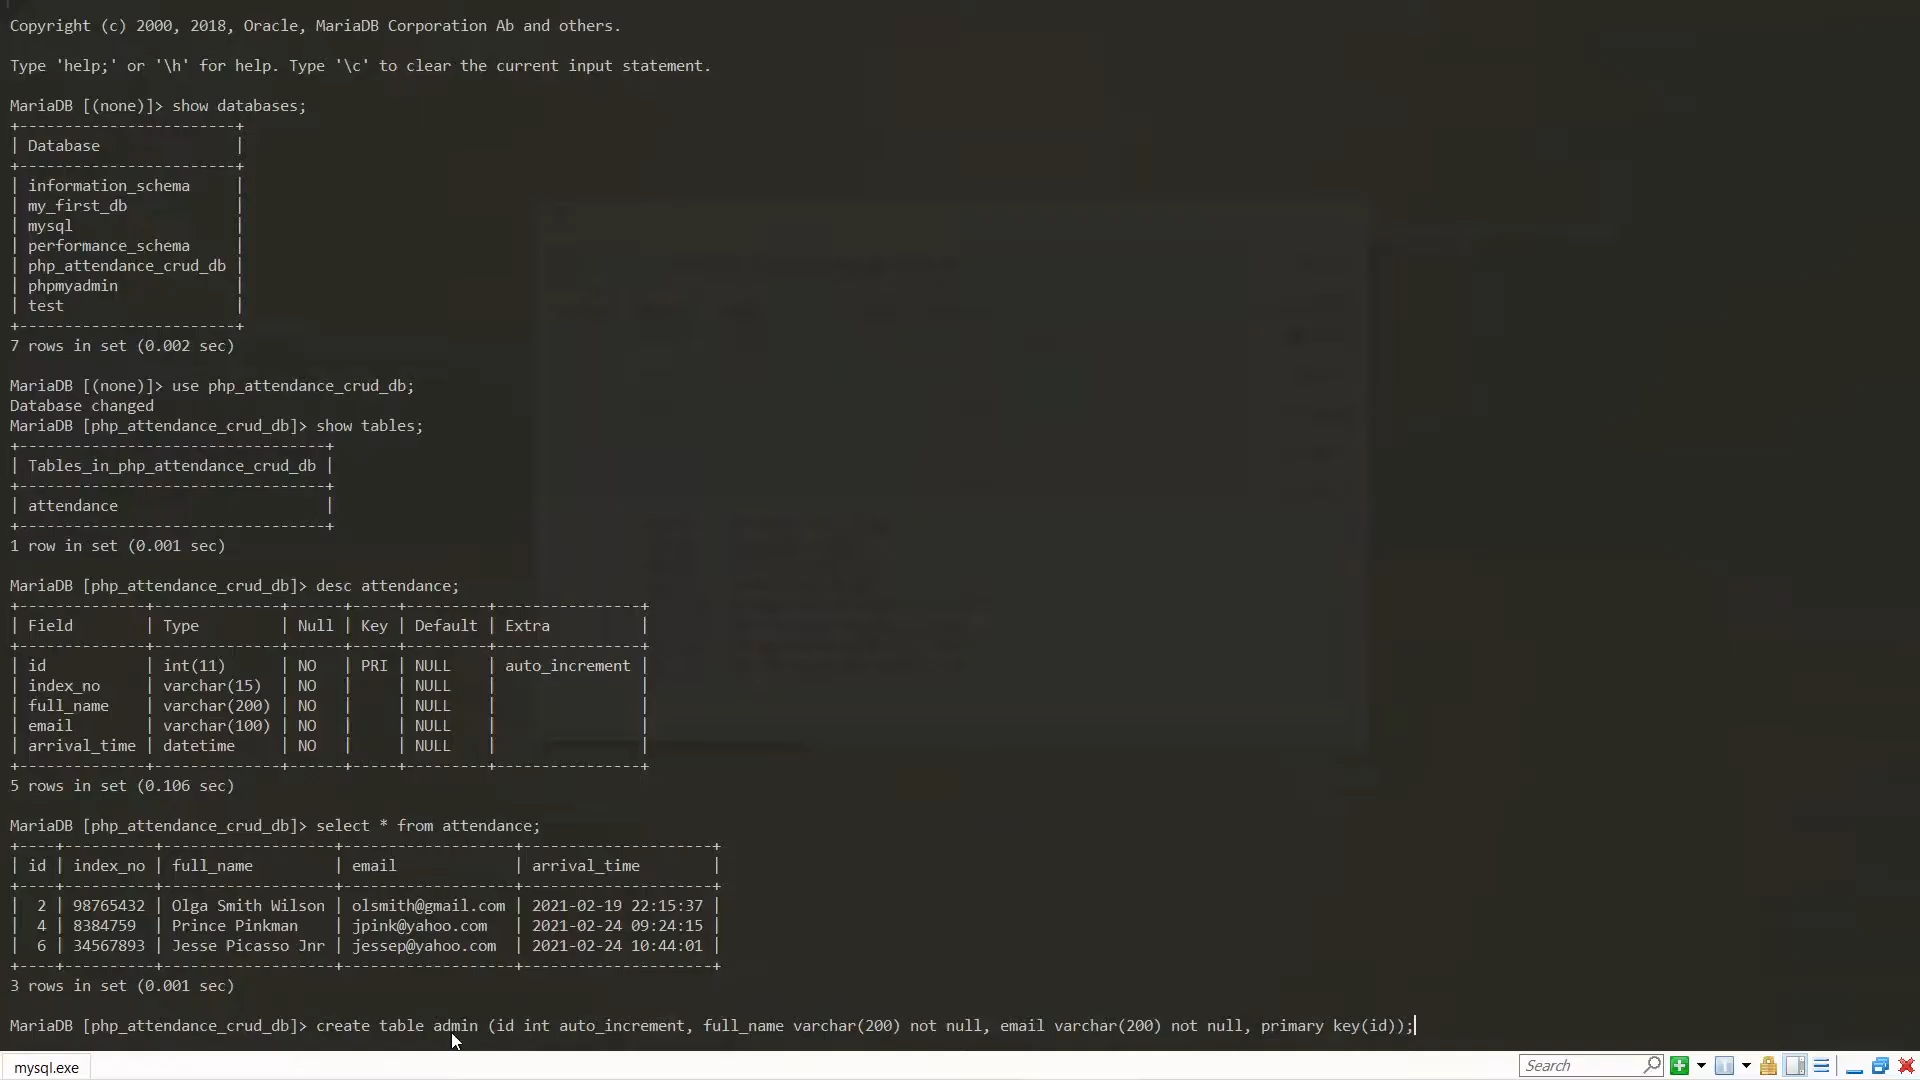 Copyright (c) 2000, 2018, Oracle, MariaDB Corporation Ab and others.
Type 'help;' or '\h' for help. Type '\c' to clear the current input statement.
MariaDB [(none)]> show databases;
+------------------------+
| Database               |
+------------------------+
| information_schema     |
| my_first_db            |
| mysql                  |
| performance_schema     |
| php_attendance_crud_db |
| phpmyadmin             |
| test                   |
+------------------------+
7 rows in set (0.002 sec)
MariaDB [(none)]> use php_attendance_crud_db;
Database changed
MariaDB [php_attendance_crud_db]> show tables;
+----------------------------------+
| Tables_in_php_attendance_crud_db |
+----------------------------------+
| attendance                       |
+----------------------------------+
1 row in set (0.001 sec)
MariaDB [php_attendance_crud_db]> desc attendance;
+--------------+--------------+------+-----+---------+----------------+
| Field        | Type         | Null | Key | Default | Extra          |
+--------------+--------------+------+-----+---------+----------------+
| id           | int(11)      | NO   | PRI | NULL    | auto_increment |
| index_no     | varchar(15)  | NO   |     | NULL    |                |
| full_name    | varchar(200) | NO   |     | NULL    |                |
| email        | varchar(100) | NO   |     | NULL    |                |
| arrival_time | datetime     | NO   |     | NULL    |                |
+--------------+--------------+------+-----+---------+----------------+
5 rows in set (0.106 sec)
MariaDB [php_attendance_crud_db]> select * from attendance;
+----+----------+-------------------+-------------------+---------------------+
| id | index_no | full_name         | email             | arrival_time        |
+----+----------+-------------------+-------------------+---------------------+
|  2 | 98765432 | Olga Smith Wilson | olsmith@gmail.com | 2021-02-19 22:15:37 |
|  4 | 8384759  | Prince Pinkman    | jpink@yahoo.com   | 2021-02-24 09:24:15 |
|  6 | 34567893 | Jesse Picasso Jnr | jessep@yahoo.com  | 2021-02-24 10:44:01 |
+----+----------+-------------------+-------------------+---------------------+
3 rows in set (0.001 sec)
MariaDB [php_attendance_crud_db]> create table admin (id int auto_increment, full_name varchar(200) not null, email varchar(200) not null, primary key(id));
mysql.exe
Search